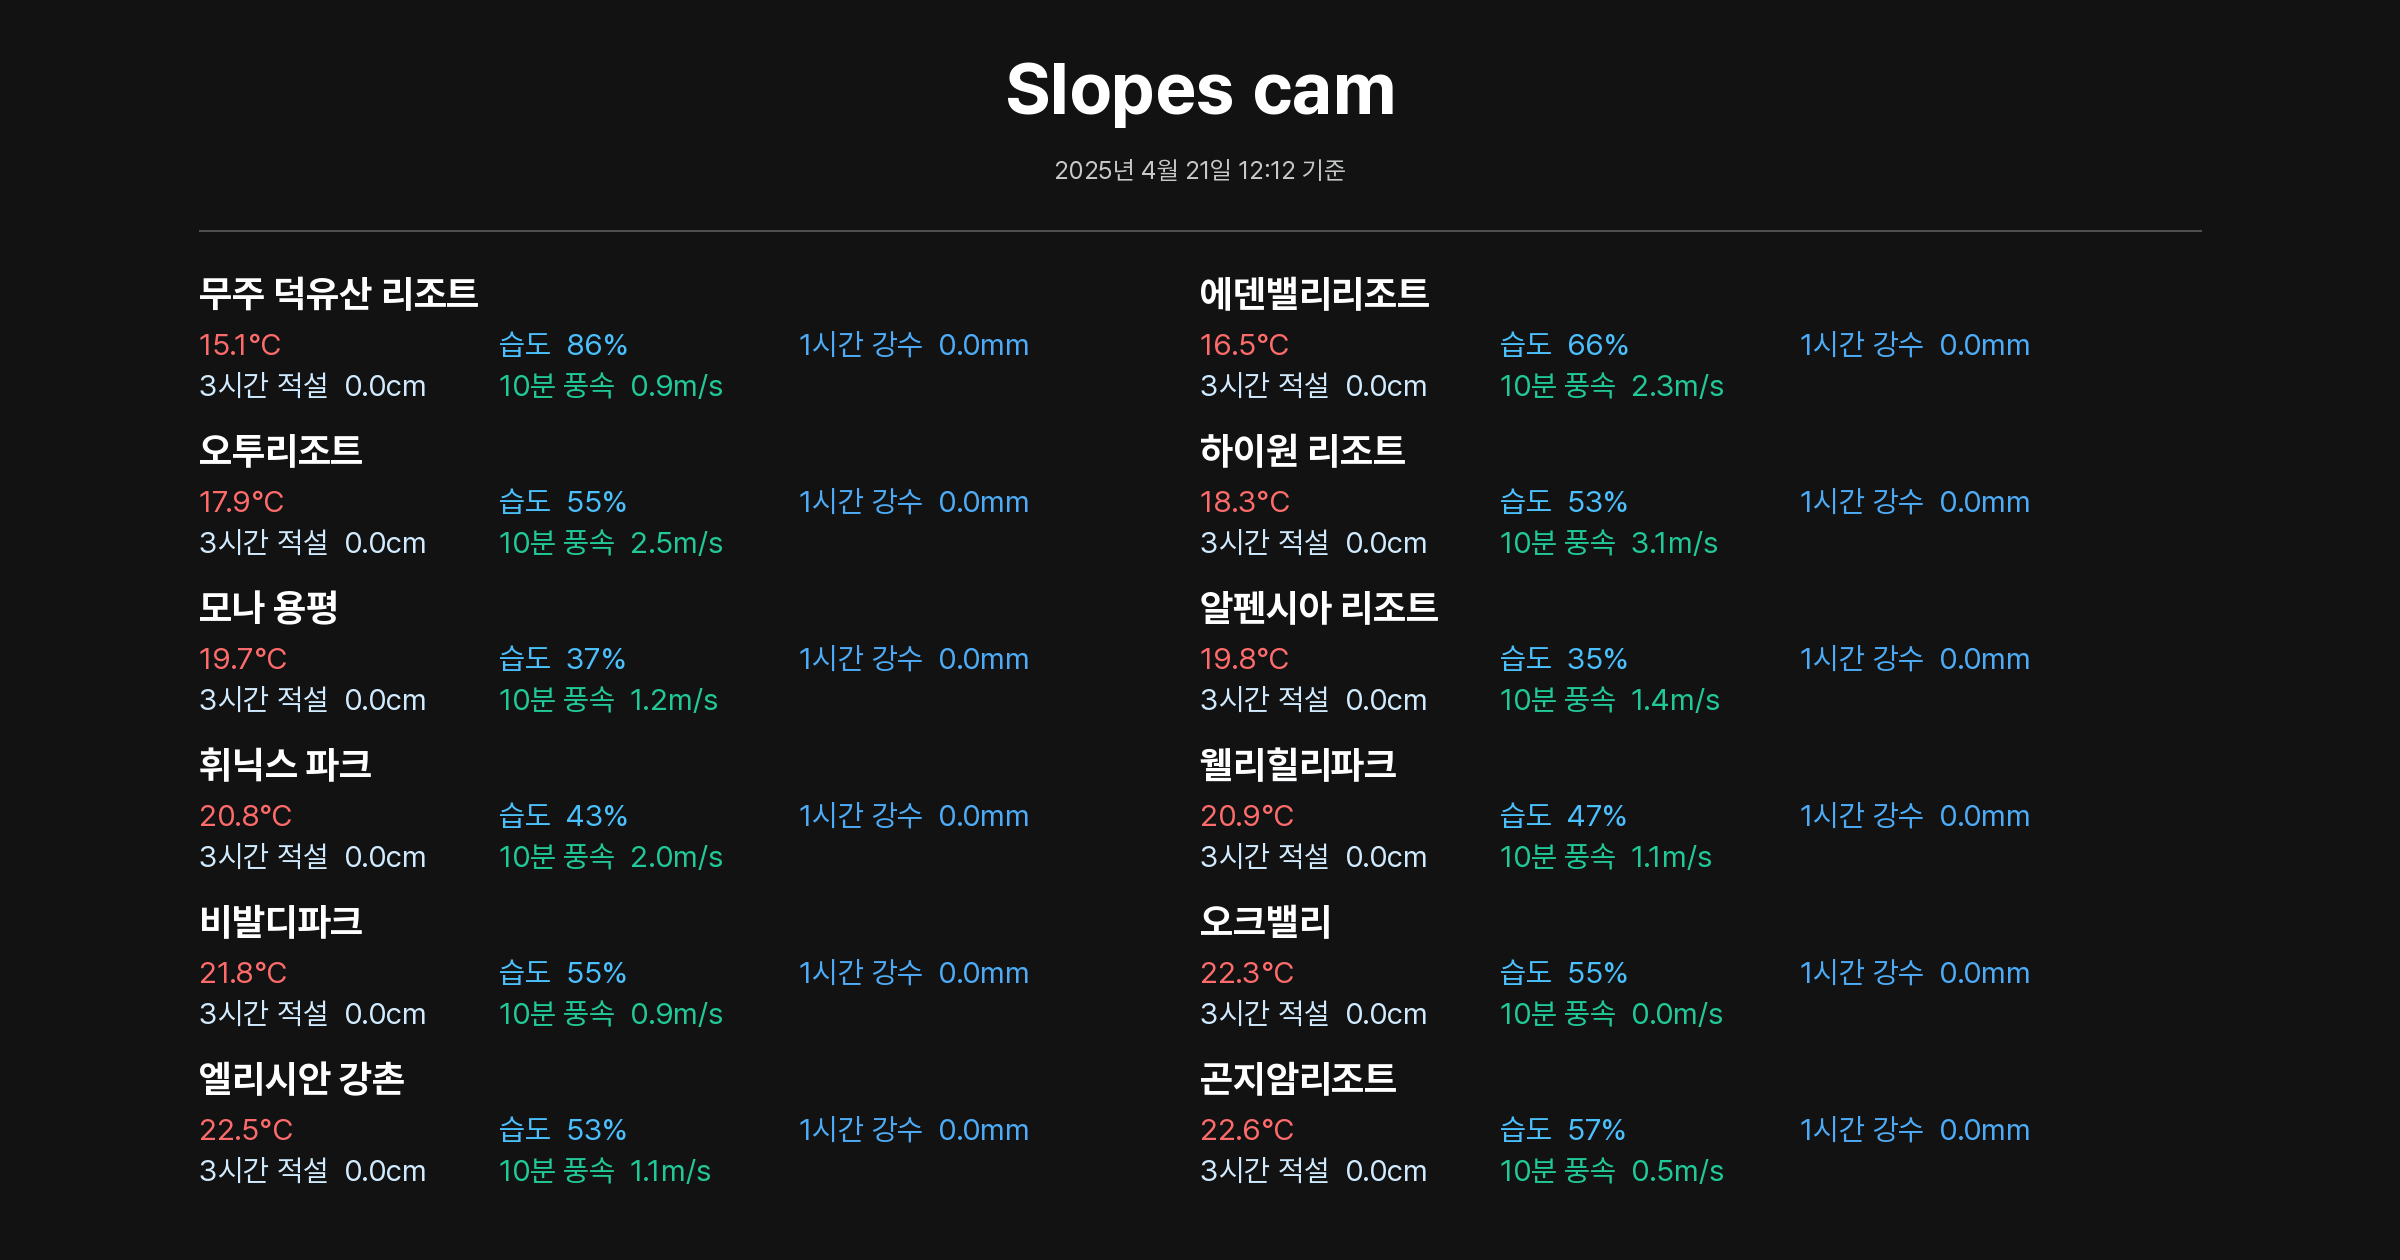 Slopes cam
2025년 4월 21일 12:12 기준
무주 덕유산 리조트
15.1°C 습도 86% 1시간 강수 0.0mm
3시간 적설 0.0cm 10분 풍속 0.9m/s
에덴밸리리조트
16.5°C 습도 66% 1시간 강수 0.0mm
3시간 적설 0.0cm 10분 풍속 2.3m/s
오투리조트
17.9°C 습도 55% 1시간 강수 0.0mm
3시간 적설 0.0cm 10분 풍속 2.5m/s
하이원 리조트
18.3°C 습도 53% 1시간 강수 0.0mm
3시간 적설 0.0cm 10분 풍속 3.1m/s
모나 용평
19.7°C 습도 37% 1시간 강수 0.0mm
3시간 적설 0.0cm 10분 풍속 1.2m/s
알펜시아 리조트
19.8°C 습도 35% 1시간 강수 0.0mm
3시간 적설 0.0cm 10분 풍속 1.4m/s
휘닉스 파크
20.8°C 습도 43% 1시간 강수 0.0mm
3시간 적설 0.0cm 10분 풍속 2.0m/s
웰리힐리파크
20.9°C 습도 47% 1시간 강수 0.0mm
3시간 적설 0.0cm 10분 풍속 1.1m/s
비발디파크
21.8°C 습도 55% 1시간 강수 0.0mm
3시간 적설 0.0cm 10분 풍속 0.9m/s
오크밸리
22.3°C 습도 55% 1시간 강수 0.0mm
3시간 적설 0.0cm 10분 풍속 0.0m/s
엘리시안 강촌
22.5°C 습도 53% 1시간 강수 0.0mm
3시간 적설 0.0cm 10분 풍속 1.1m/s
곤지암리조트
22.6°C 습도 57% 1시간 강수 0.0mm
3시간 적설 0.0cm 10분 풍속 0.5m/s